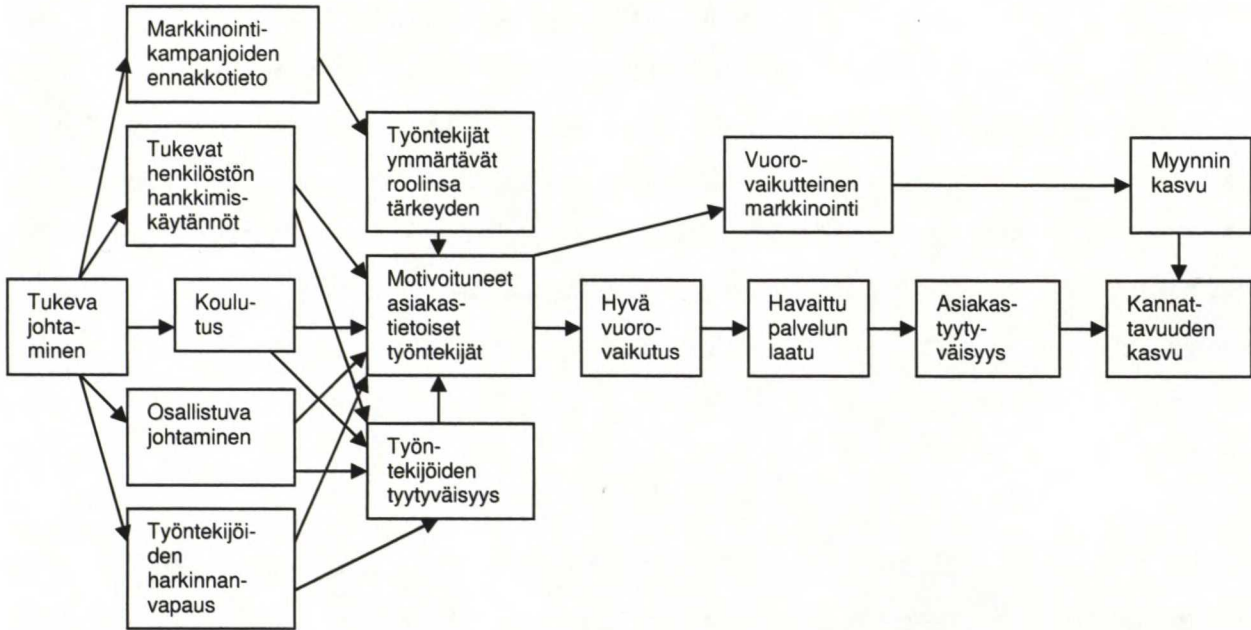 Markkinointi-
kampanjoiden
ennakkotieto
Tukevat
henkilöstön
hankkimis-
käytännöt
Tukeva
johta-
minen
Koulu-
tus
Osallistuva
johtaminen
Työntekijöi-
den
harkinnan-
vapaus
Työntekijät
ymmärtävät
roolinsa
tärkeyden
Motivoituneet
asiakas-
tietoiset
työntekijät
Työn-
tekijöiden
tyytyväisyys
Vuoro-
vaikutteinen
markkinointi
Myynnin
kasvu
Hyvä
vuoro-
vaikutus
Havaittu
palvelun
laatu
Asiakas-
tyyty-
väisyys
Kannat-
tavuuden
kasvu